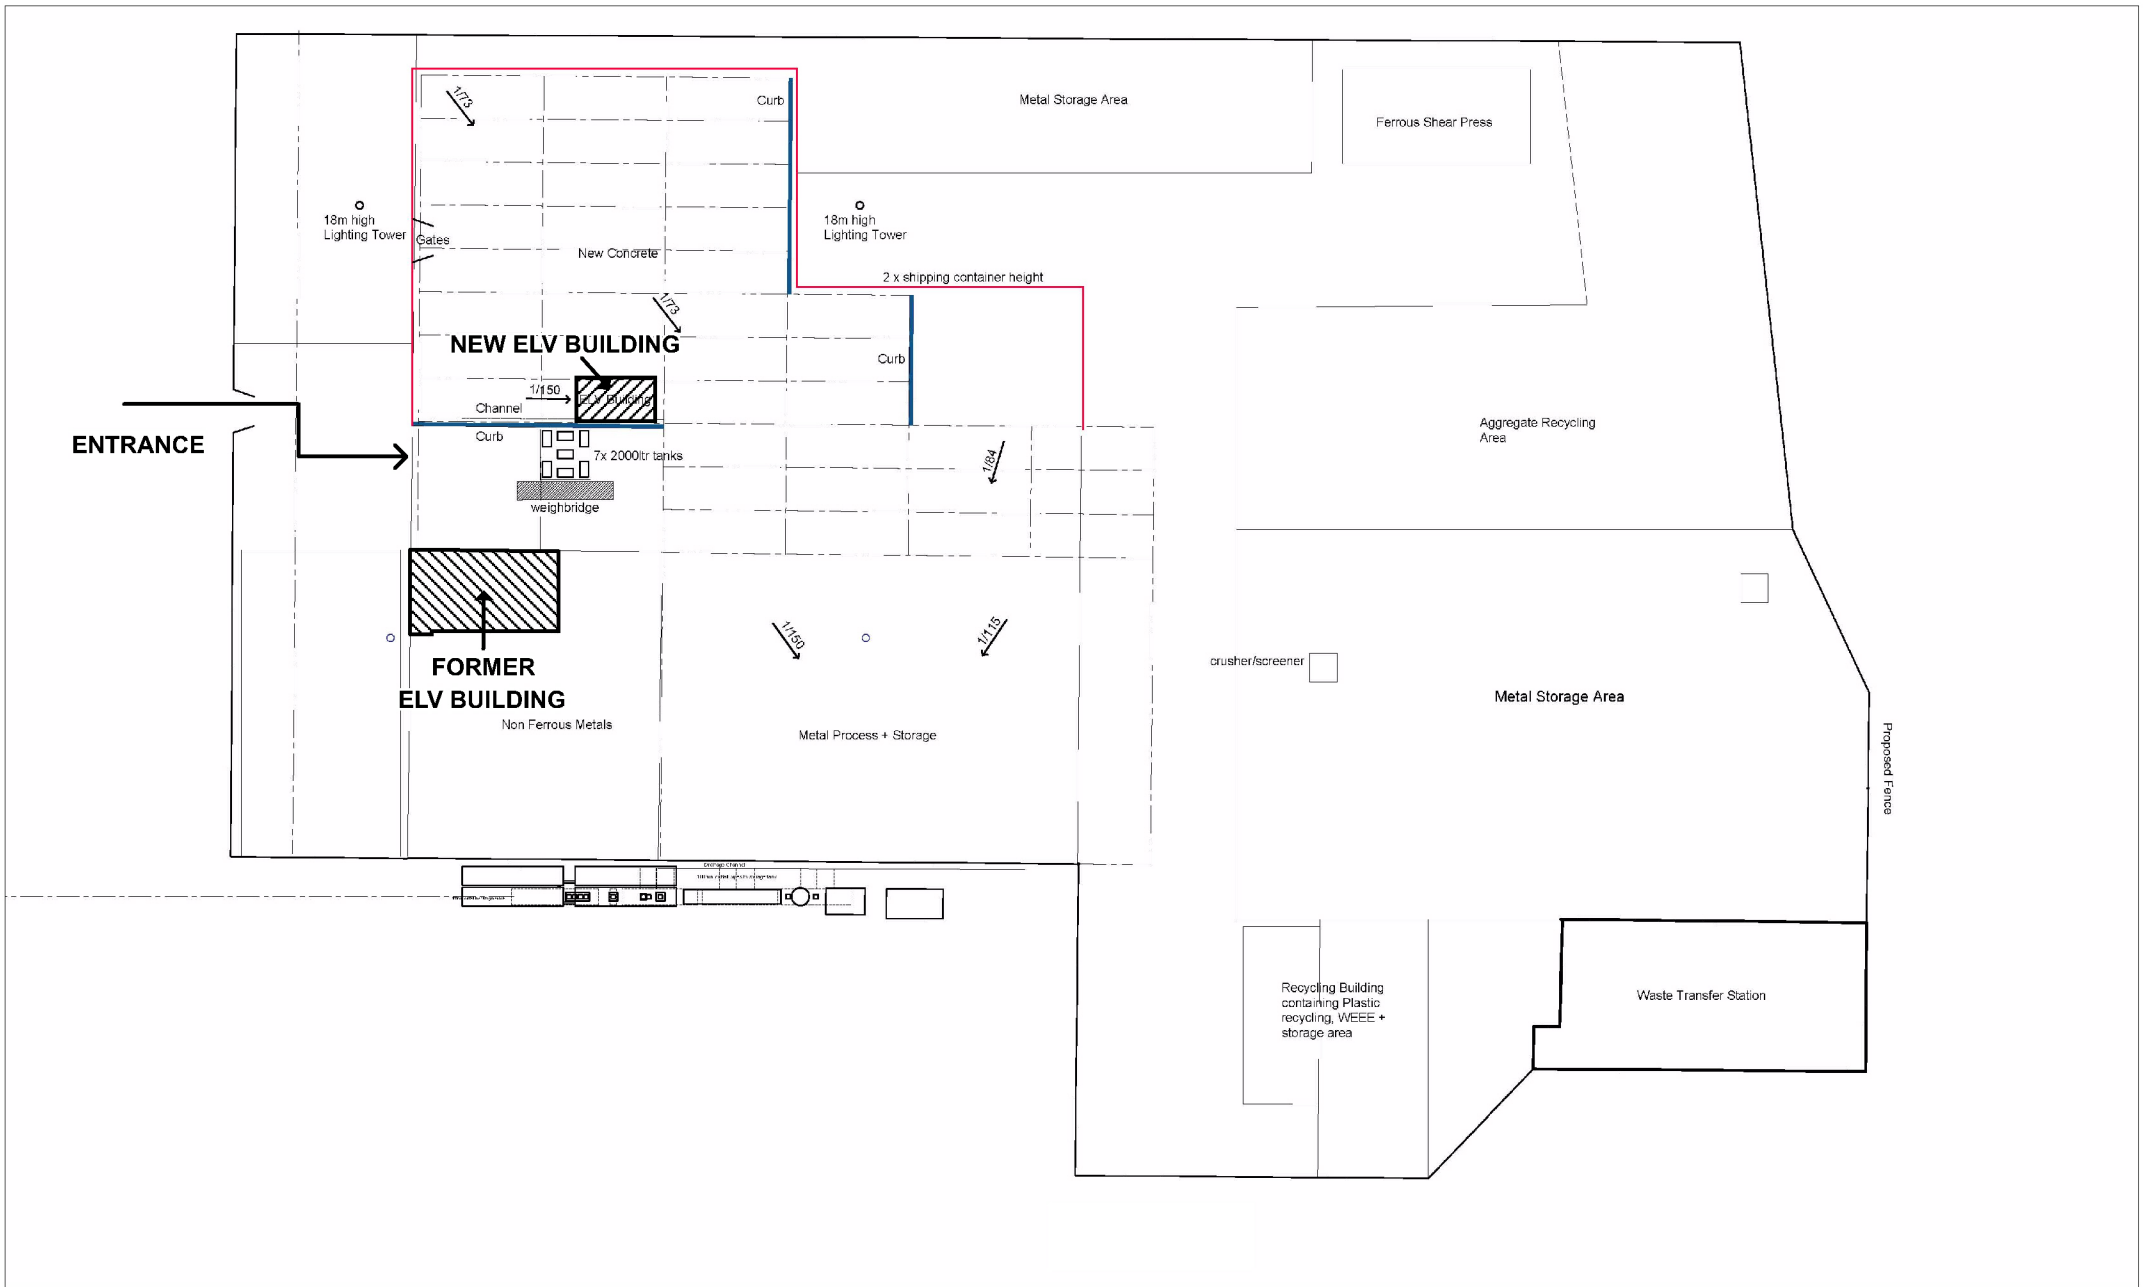 1/73
Curb
Metal Storage Area
Ferrous Shear Press
18m high
Lighting Tower
Gates
18m high
Lighting Tower
New Concrete
2 x shipping container height
1/73
NEW ELV BUILDING
Curb
1/150
ELV Building
Channel
ENTRANCE
Curb
7x 2000ltr tanks
1/84
Aggregate Recycling
Area
weighbridge
1/150
1/115
FORMER
ELV BUILDING
crusher/screener
Metal Storage Area
Non Ferrous Metals
Metal Process + Storage
Proposed Fence
Drainage Channel
Recycling Building
containing Plastic
recycling, WEEE +
storage area
Waste Transfer Station